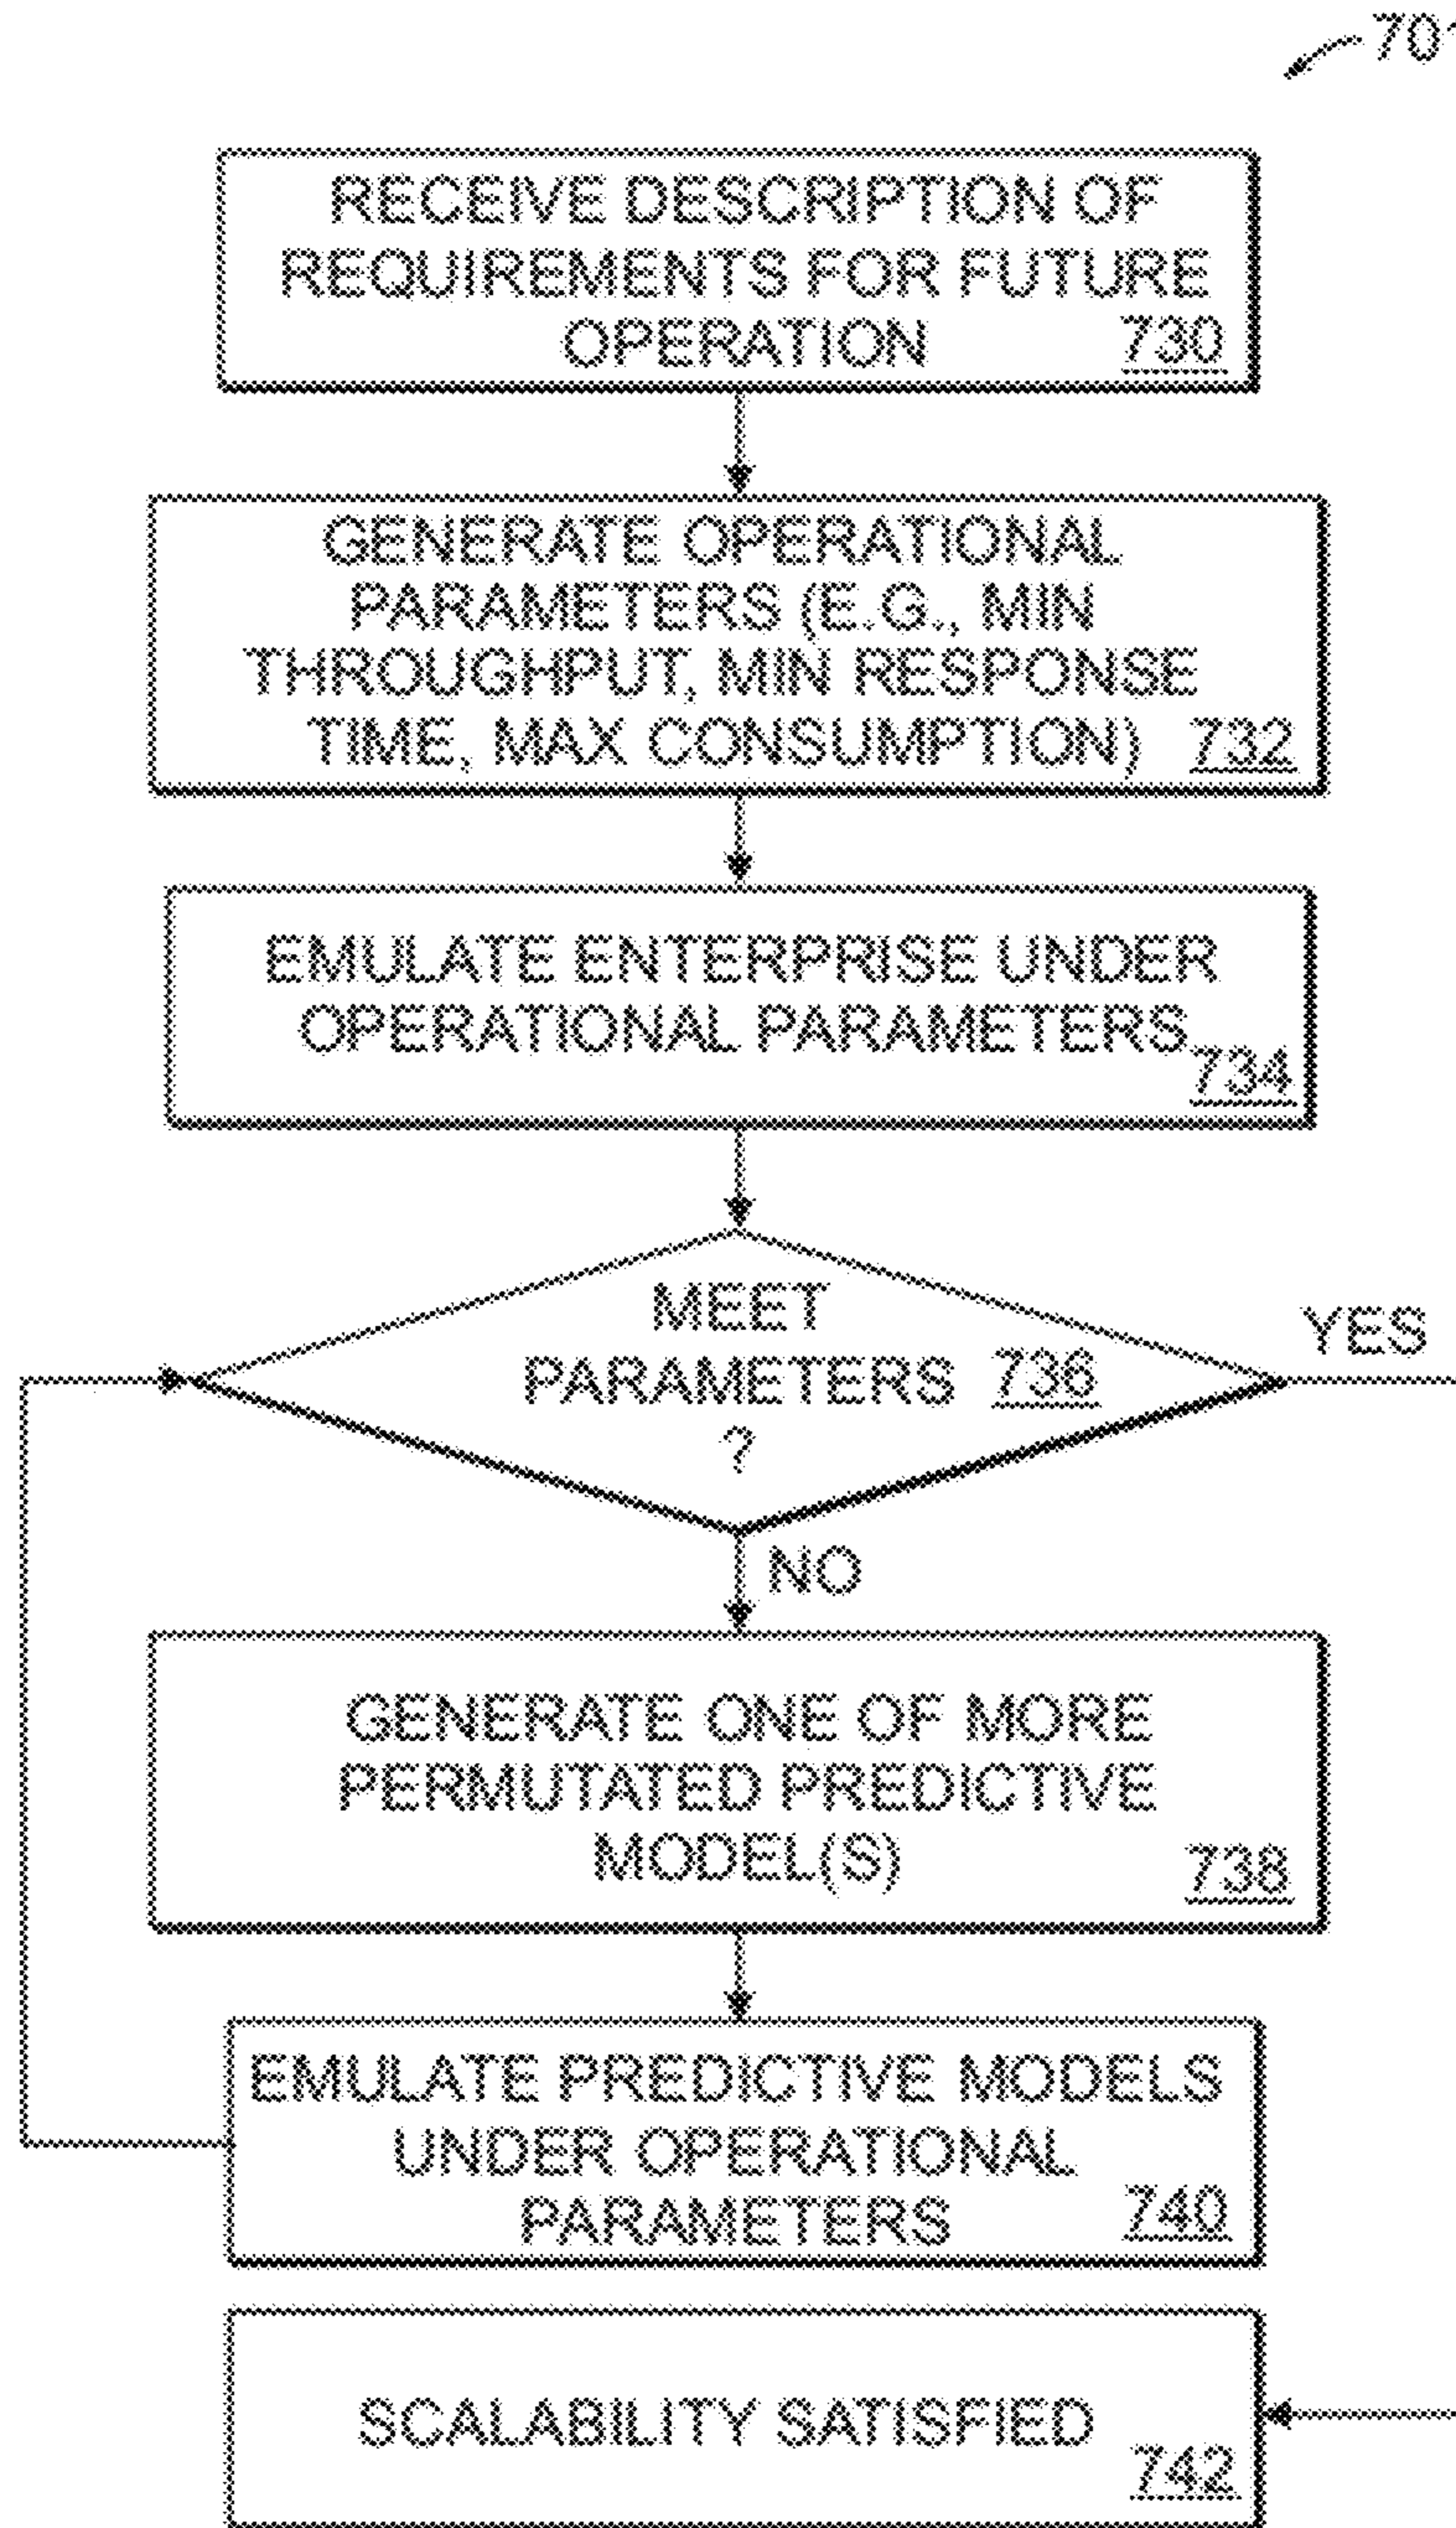 701
RECEIVE DESCRIPTION OF
REQUIREMENTS FOR FUTURE
OPERATION 730
GENERATE OPERATIONAL
PARAMETERS (E.G., MIN
THROUGHPUT, MIN RESPONSE
TIME, MAX CONSUMPTION) 732
EMULATE ENTERPRISE UNDER
OPERATIONAL PARAMETERS
734
MEET
PARAMETERS 736
?
YES
NO
GENERATE ONE OF MORE
PERMUTATED PREDICTIVE
MODEL(S) 738
EMULATE PREDICTIVE MODELS
UNDER OPERATIONAL
PARAMETERS 740
SCALABILITY SATISFIED
742